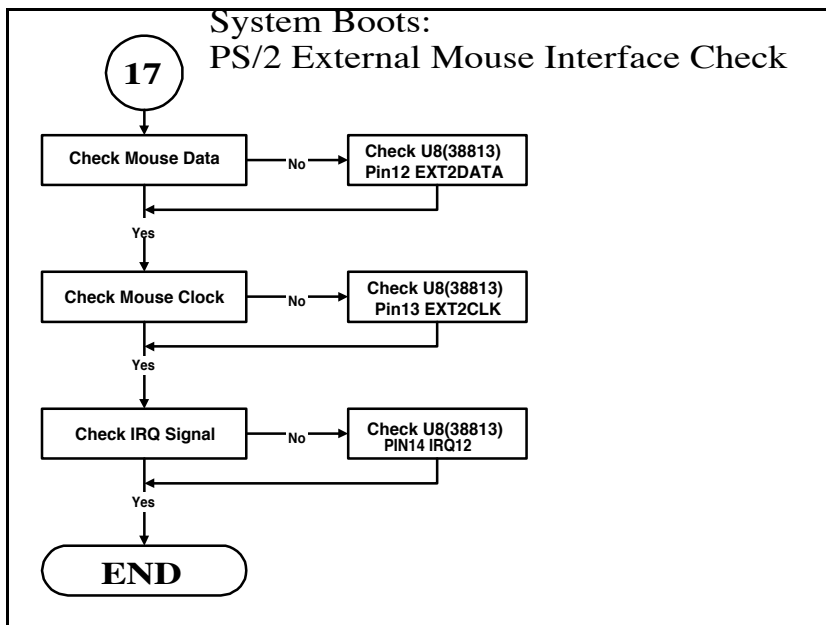 System Boots:
PS/2 External Mouse Interface Check
17
Check Mouse Data
No
Check U8(38813)
Pin12 EXT2DATA
Yes
Check Mouse Clock
No
Check U8(38813)
Pin13 EXT2CLK
Yes
Check IRQ Signal
No
Check U8(38813)
PIN14 IRQ12
Yes
END